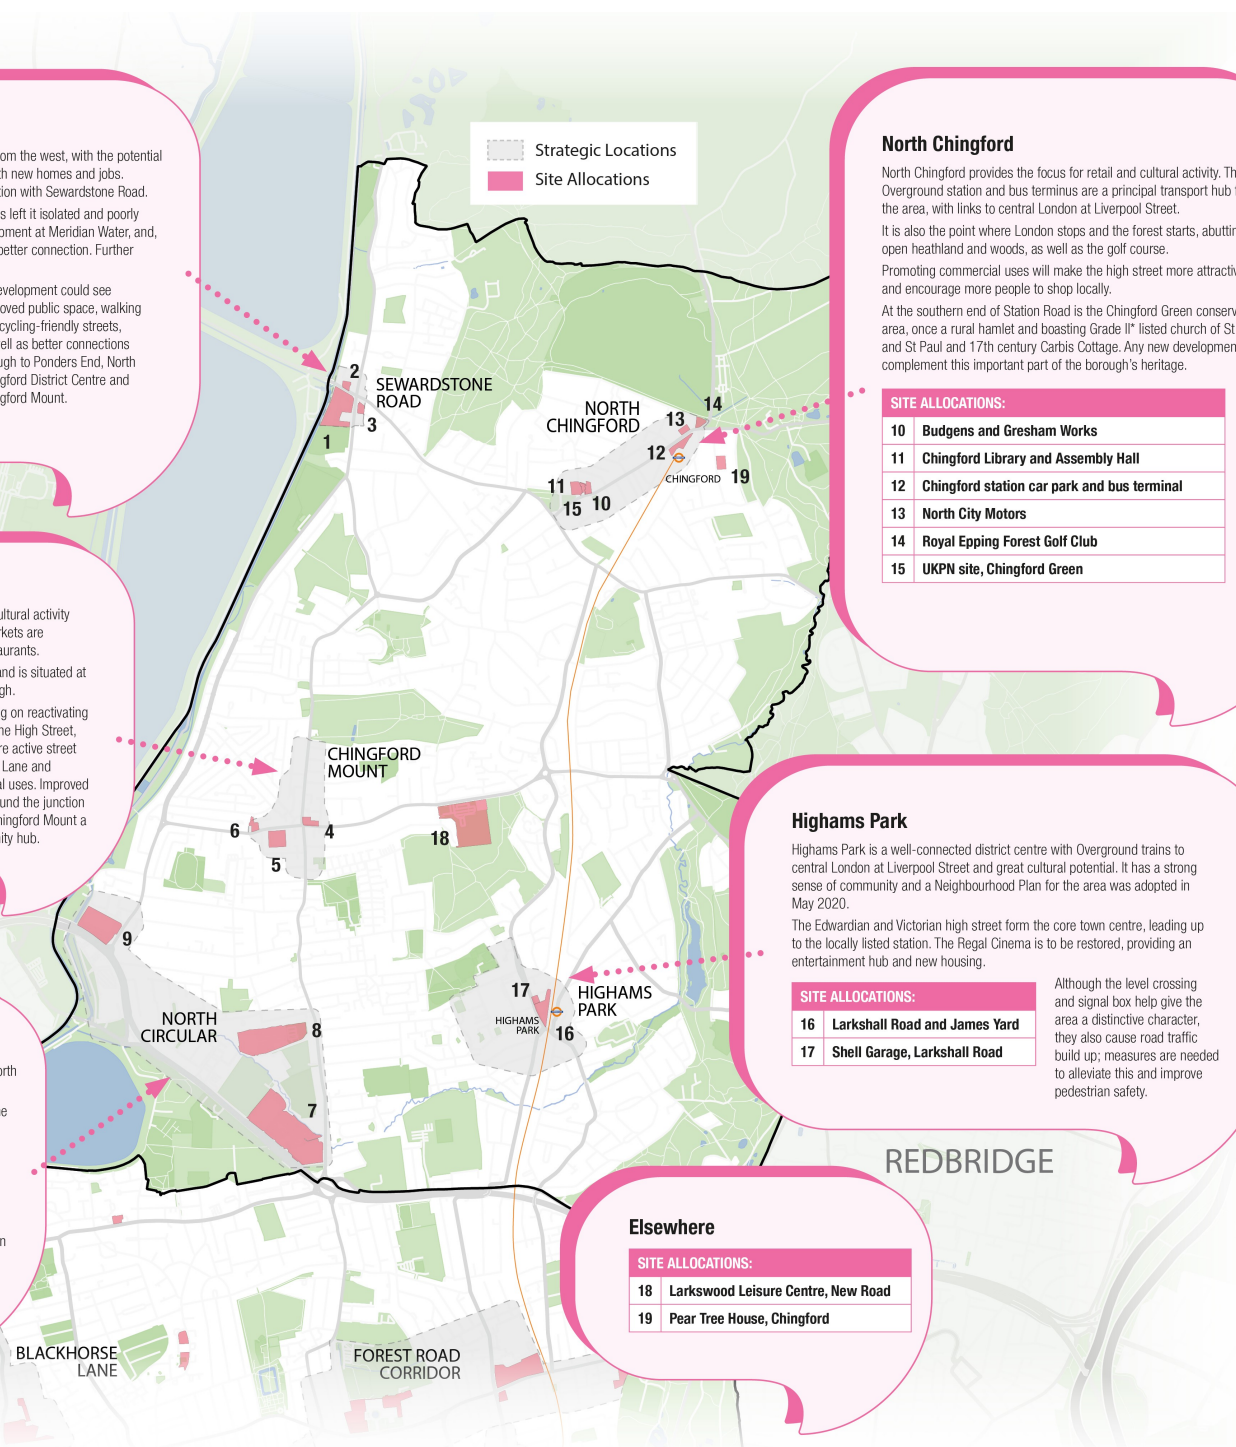 om the west, with the potential
th new homes and jobs.
tion with Sewardstone Road.
s left it isolated and poorly
pment at Meridian Water, and,
better connection. Further
evelopment could see
oved public space, walking
cycling-friendly streets,
ell as better connections
ugh to Ponders End, North
gford District Centre and
gford Mount.
ultural activity
rkets are
aurants.
and is situated at
gh.
g on reactivating
ne High Street,
re active street
Lane and
al uses. Improved
und the junction
hingford Mount a
ity hub.
orth
ne
n
Strategic Locations
Site Allocations
2
SEWARDSTONE
ROAD
3
1
NORTH
CHINGFORD
14
13
12
CHINGFORD
19
11
10
15
CHINGFORD
MOUNT
6
4
5
18
9
NORTH
CIRCULAR
8
7
17
HIGHAMS
PARK
HIGHAMS
PARK
16
BLACKHORSE
LANE
FOREST ROAD
CORRIDOR
REDBRIDGE
North Chingford
North Chingford provides the focus for retail and cultural activity. Th
Overground station and bus terminus are a principal transport hub f
the area, with links to central London at Liverpool Street.
It is also the point where London stops and the forest starts, abuttin
open heathland and woods, as well as the golf course.
Promoting commercial uses will make the high street more attractiv
and encourage more people to shop locally.
At the southern end of Station Road is the Chingford Green conserv
area, once a rural hamlet and boasting Grade II* listed church of St
and St Paul and 17th century Carbis Cottage. Any new developmen
complement this important part of the borough's heritage.
SITE ALLOCATIONS:
10 Budgens and Gresham Works
11 Chingford Library and Assembly Hall
12 Chingford station car park and bus terminal
13 North City Motors
14 Royal Epping Forest Golf Club
15 UKPN site, Chingford Green
Highams Park
Highams Park is a well-connected district centre with Overground trains to
central London at Liverpool Street and great cultural potential. It has a strong
sense of community and a Neighbourhood Plan for the area was adopted in
May 2020.
The Edwardian and Victorian high street form the core town centre, leading up
to the locally listed station. The Regal Cinema is to be restored, providing an
entertainment hub and new housing.
SITE ALLOCATIONS:
16 Larkshall Road and James Yard
17 Shell Garage, Larkshall Road
Although the level crossing
and signal box help give the
area a distinctive character,
they also cause road traffic
build up; measures are needed
to alleviate this and improve
pedestrian safety.
Elsewhere
SITE ALLOCATIONS:
18 Larkswood Leisure Centre, New Road
19 Pear Tree House, Chingford